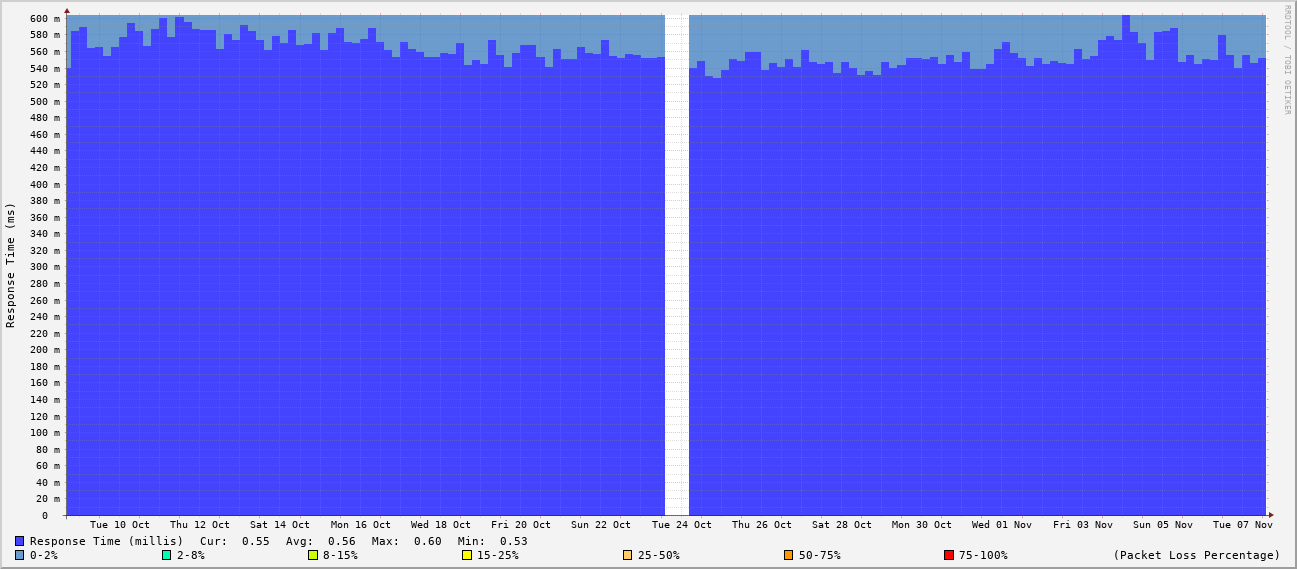 600 m
580 m
560 m
540 m
520 m
500 m
480 m
460 m
440 m
420 m
400 m
380 m
360 m
340 m
320 m
300 m
280 m
260 m
240 m
220 m
200 m
180 m
160 m
140 m
120 m
100 m
80 m
60 m
40 m
20 m
0
Response Time (ms)
RRDTOOL / TOBI OETIKER
Tue 10 Oct Thu 12 Oct Sat 14 Oct Mon 16 Oct Wed 18 Oct Fri 20 Oct Sun 22 Oct Tue 24 Oct Thu 26 Oct Sat 28 Oct Mon 30 Oct Wed 01 Nov Fri 03 Nov Sun 05 Nov Tue 07 Nov
Response Time (millis) Cur: 0.55 Avg: 0.56 Max: 0.60 Min: 0.53
0-2% 2-8% 8-15% 15-25% 25-50% 50-75% 75-100% (Packet Loss Percentage)